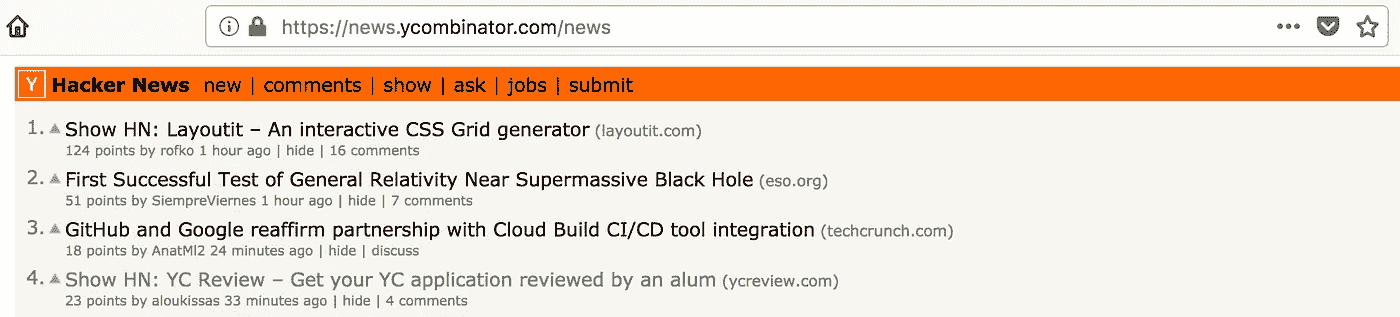 https://news.ycombinator.com/news
Y Hacker News new | comments | show | ask | jobs | submit
1. Show HN: Layoutit – An interactive CSS Grid generator (layoutit.com)
124 points by rofko 1 hour ago | hide | 16 comments
2. First Successful Test of General Relativity Near Supermassive Black Hole (eso.org)
51 points by SiempreViernes 1 hour ago | hide | 7 comments
3. GitHub and Google reaffirm partnership with Cloud Build CI/CD tool integration (techcrunch.com)
18 points by AnatMl2 24 minutes ago | hide | discuss
4. Show HN: YC Review – Get your YC application reviewed by an alum (ycreview.com)
23 points by aloukissas 33 minutes ago | hide | 4 comments